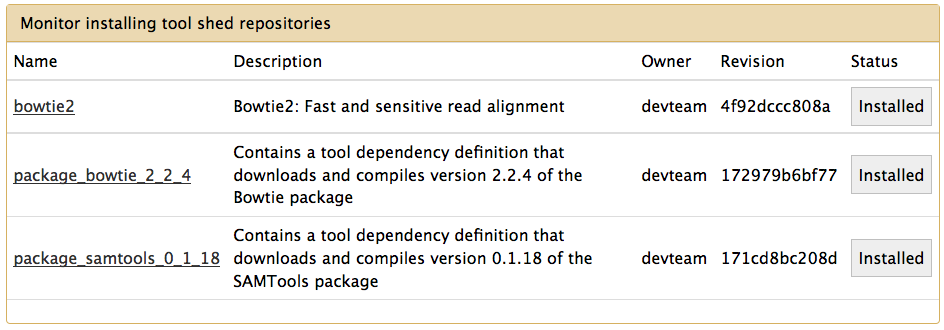 Monitor installing tool shed repositories
Name Description Owner Revision Status
bowtie2 Bowtie2: Fast and sensitive read alignment devteam 4f92dccc808a Installed
Contains a tool dependency definition that
package_bowtie_2_2_4 downloads and compiles version 2.2.4 of the devteam 172979b6bf77 Installed
Bowtie package
Contains a tool dependency definition that
package_samtools_0_1_18 downloads and compiles version 0.1.18 of the devteam 171cd8bc208d Installed
SAMTools package